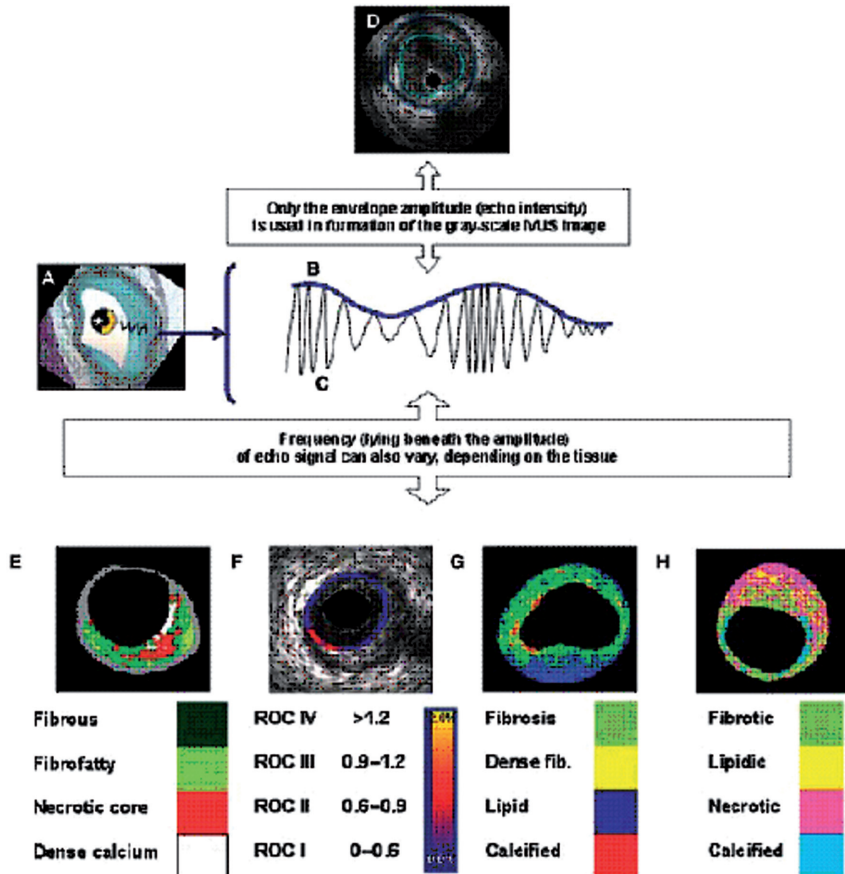 D
Only the envelope amplitude (echo intensity)
is used in formation of the gray-scale IVUS image
A
B
C
Frequency (lying beneath the amplitude)
of echo signal can also vary, depending on the tissue
E
F
G
H
Fibrous
Fibrofatty
Necrotic core
Dense calcium
ROC IV >1.2
ROC III 0.9–1.2
ROC II 0.6–0.9
ROC I 0–0.6
Fibrosis
Dense fib.
Lipid
Calcified
Fibrotic
Lipidic
Necrotic
Calcified